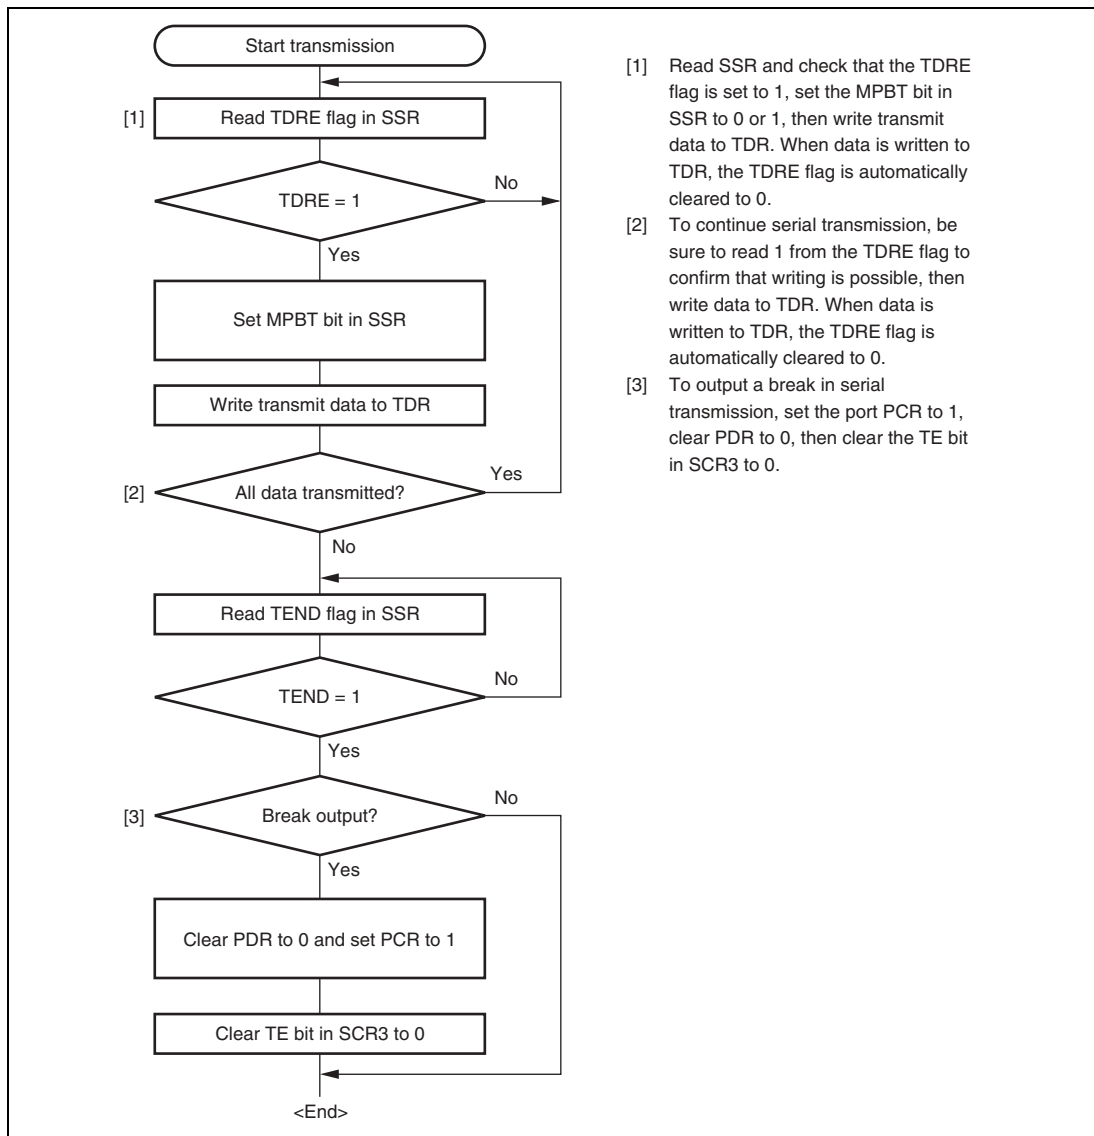 Start transmission
[1]
Read TDRE flag in SSR
TDRE = 1
No
Yes
Set MPBT bit in SSR
Write transmit data to TDR
[2]
All data transmitted?
Yes
No
Read TEND flag in SSR
TEND = 1
No
Yes
[3]
Break output?
No
Yes
Clear PDR to 0 and set PCR to 1
Clear TE bit in SCR3 to 0
<End>
[1] Read SSR and check that the TDRE
flag is set to 1, set the MPBT bit in
SSR to 0 or 1, then write transmit
data to TDR. When data is written to
TDR, the TDRE flag is automatically
cleared to 0.
[2] To continue serial transmission, be
sure to read 1 from the TDRE flag to
confirm that writing is possible, then
write data to TDR. When data is
written to TDR, the TDRE flag is
automatically cleared to 0.
[3] To output a break in serial
transmission, set the port PCR to 1,
clear PDR to 0, then clear the TE bit
in SCR3 to 0.